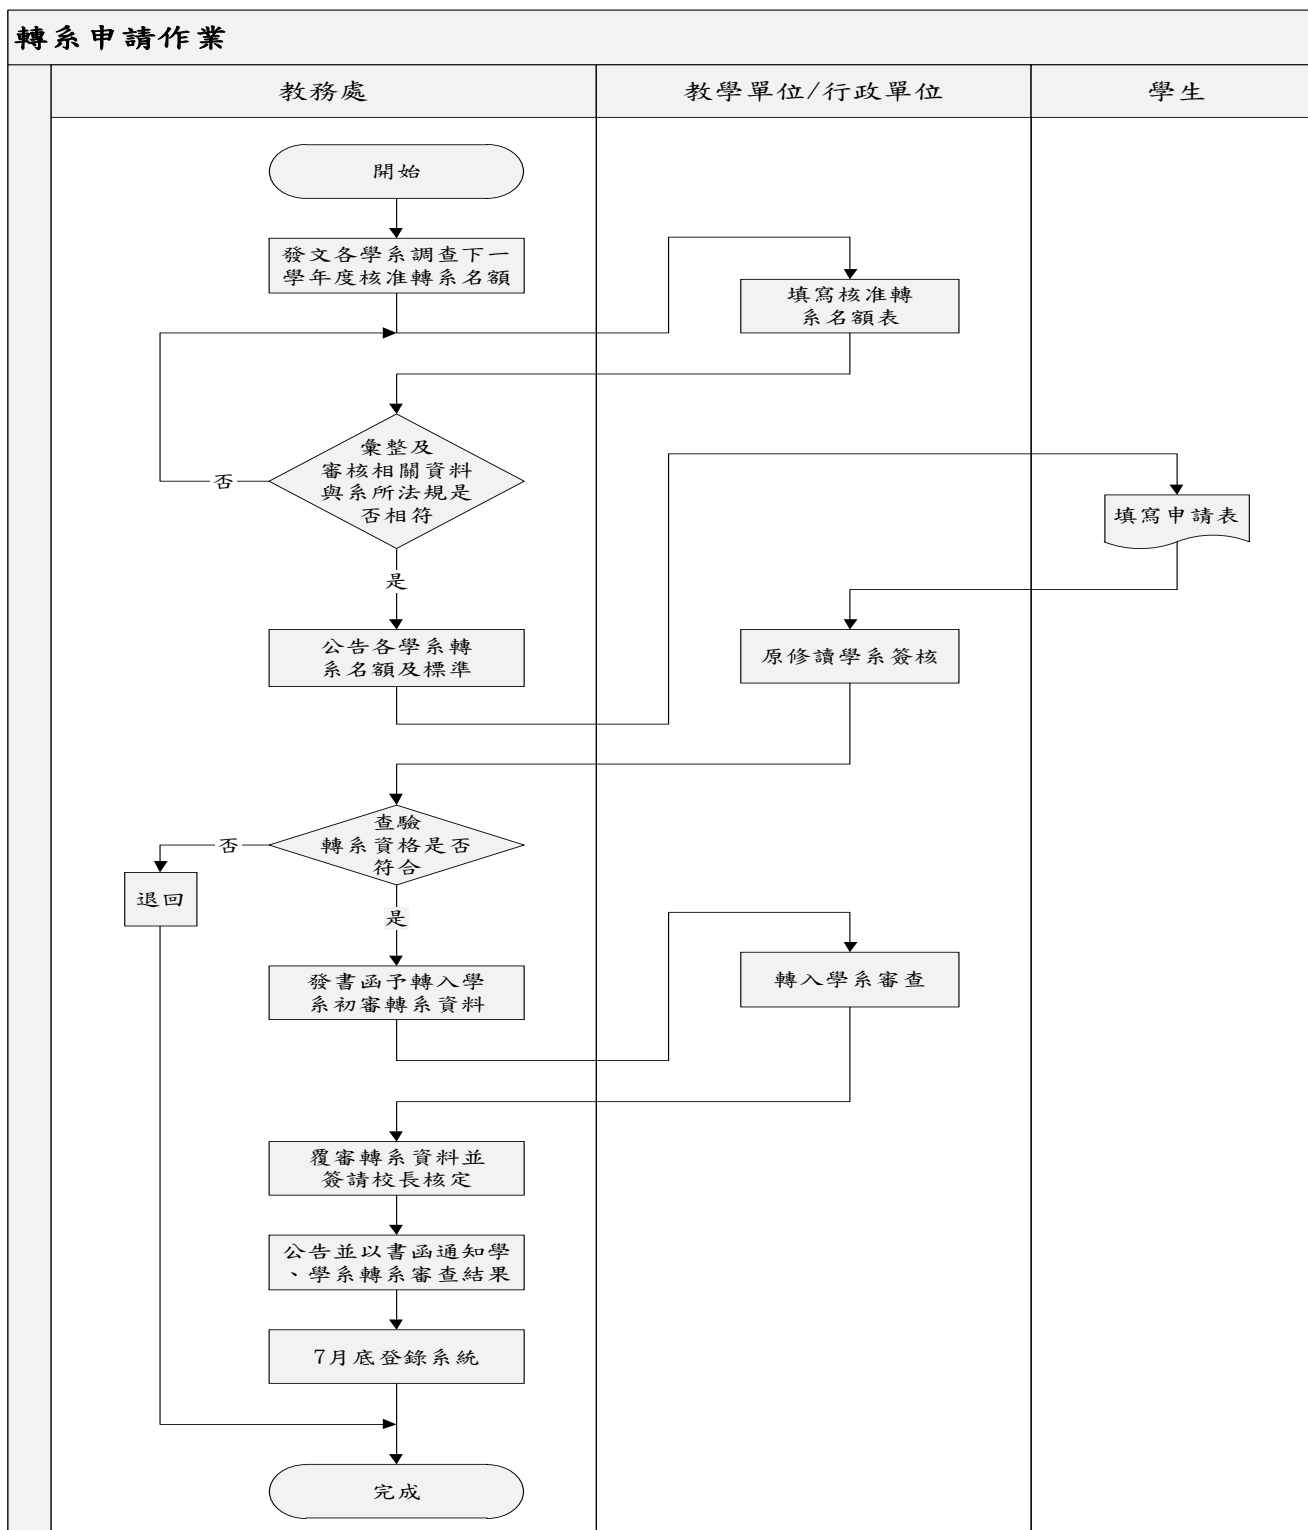 轉系申請作業
教務處
教學單位/行政單位
學生
開始
發文各學系調查下一
學年度核准轉系名額
填寫核准轉
系名額表
彙整及
審核相關資料
與系所法規是
否相符
否
是
填寫申請表
公告各學系轉
系名額及標準
原修讀學系簽核
查驗
轉系資格是否
符合
否
退回
是
發書函予轉入學
系初審轉系資料
轉入學系審查
覆審轉系資料並
簽請校長核定
公告並以書函通知學
、學系轉系審查結果
7月底登錄系統
完成